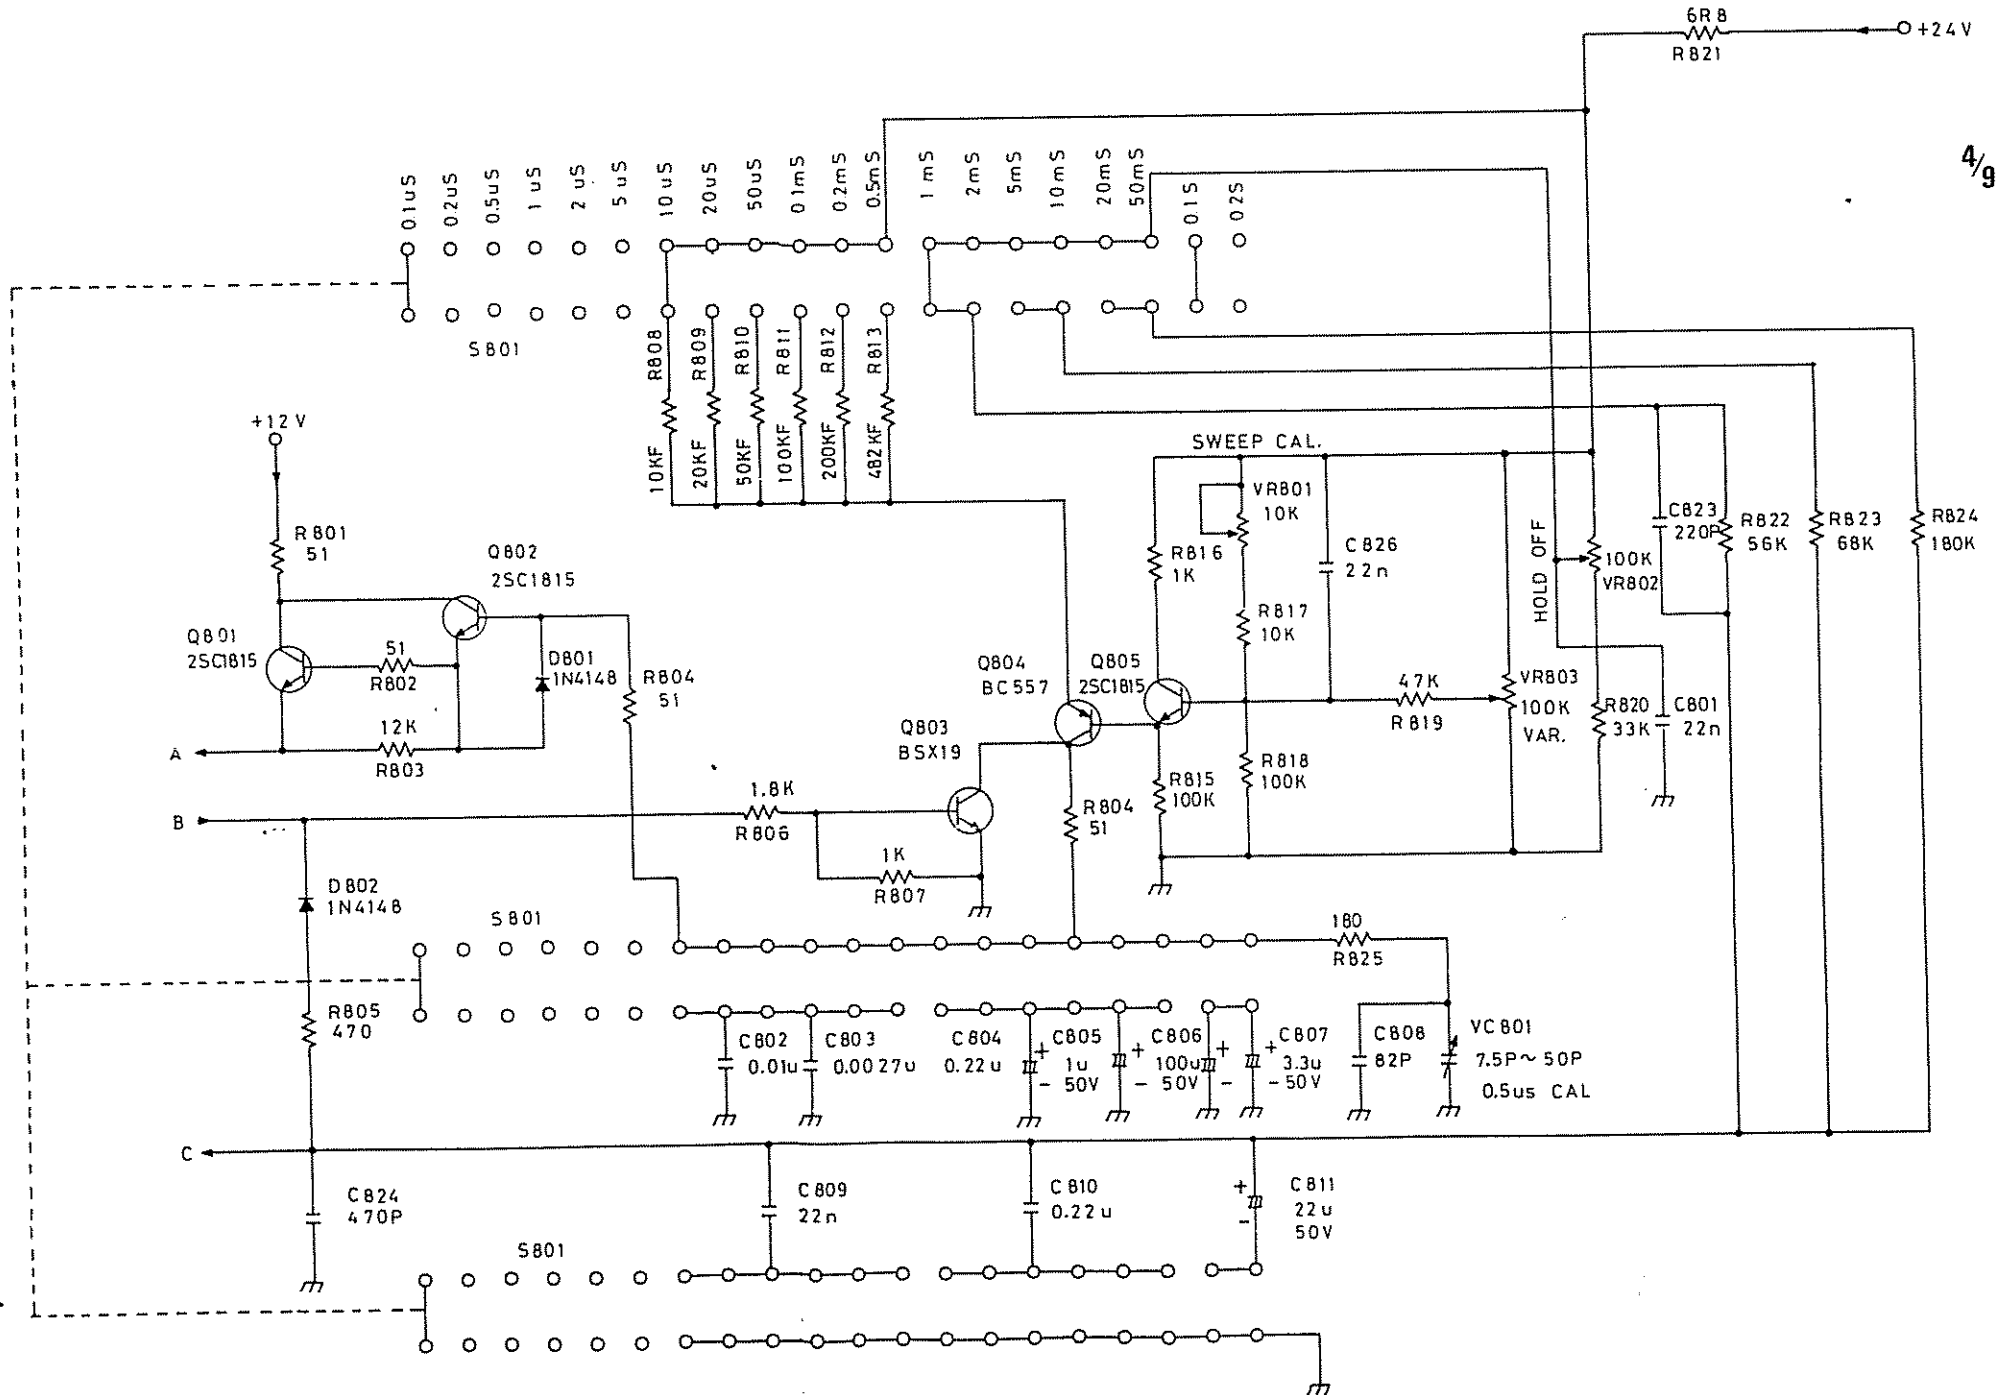 6R8
R821
+24V
4/9
0.1uS
0.2uS
0.5uS
1uS
2uS
5uS
10uS
20uS
50uS
0.1mS
0.2mS
0.5mS
1mS
2mS
5mS
10mS
20mS
50mS
0.1S
0.2S
S801
R808
R809
R810
R811
R812
R813
10KF
20KF
50KF
100KF
200KF
482KF
+12V
R801
51
Q802
2SC1815
Q801
2SC1815
51
R802
D801
1N4148
R804
51
12K
R803
A
SWEEP CAL.
VR801
10K
R816
1K
R817
10K
C826
22n
HOLD OFF
100K
VR802
C823
220P
R822
56K
R823
68K
R824
180K
Q804
BC557
Q805
2SC1815
47K
R819
VR803
100K
VAR.
R820
33K
C801
22n
Q803
BSX19
R804
51
R815
100K
R818
100K
B
1.8K
R806
1K
R807
D802
1N4148
S801
180
R825
R805
470
C802
0.01u
C803
0.0027u
C804
0.22u
+
-
C805
1u
50V
+
-
C806
100u
50V
+
-
C807
3.3u
50V
+
-
C808
82P
VC801
7.5P~50P
0.5us CAL
C
C824
470P
C809
22n
C810
0.22u
+
-
C811
22u
50V
S801